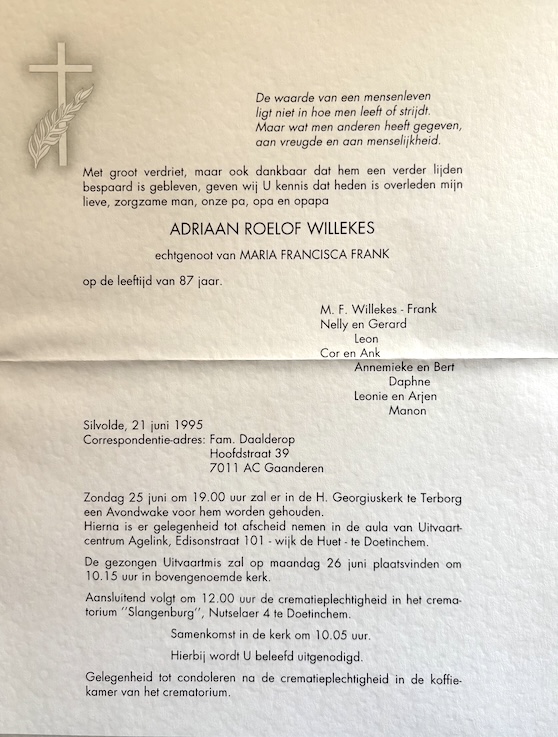 De waarde van een mensenleven
ligt niet in hoe men leeft of strijdt.
Maar wat men anderen heeft gegeven,
aan vreugde en aan menselijkheid.
Met groot verdriet, maar ook dankbaar dat hem een verder lijden
bespaard is gebleven, geven wij U kennis dat heden is overleden mijn
lieve, zorgzame man, onze pa, opa en opapa
ADRIAAN ROELOF WILLEKES
echtgenoot van MARIA FRANCISCA FRANK
op de leeftijd van 87 jaar.
M. F. Willekes - Frank
Nelly en Gerard
Leon
Cor en Ank
Annemieke en Bert
Daphne
Leonie en Arjen
Manon
Silvolde, 21 juni 1995
Correspondentie-adres: Fam. Daalderop
Hoofdstraat 39
7011 AC Gaanderen
Zondag 25 juni om 19.00 uur zal er in de H. Georgiuskerk te Terborg
een Avondwake voor hem worden gehouden.
Hierna is er gelegenheid tot afscheid nemen in de aula van Uitvaart-
centrum Agelink, Edisonstraat 101 - wijk de Huet - te Doetinchem.
De gezongen Uitvaartmis zal op maandag 26 juni plaatsvinden om
10.15 uur in bovengenoemde kerk.
Aansluitend volgt om 12.00 uur de crematieplechtigheid in het crema-
torium ''Slangenburg'', Nutselaer 4 te Doetinchem.
Samenkomst in de kerk om 10.05 uur.
Hierbij wordt U beleefd uitgenodigd.
Gelegenheid tot condoleren na de crematieplechtigheid in de koffie-
kamer van het crematorium.